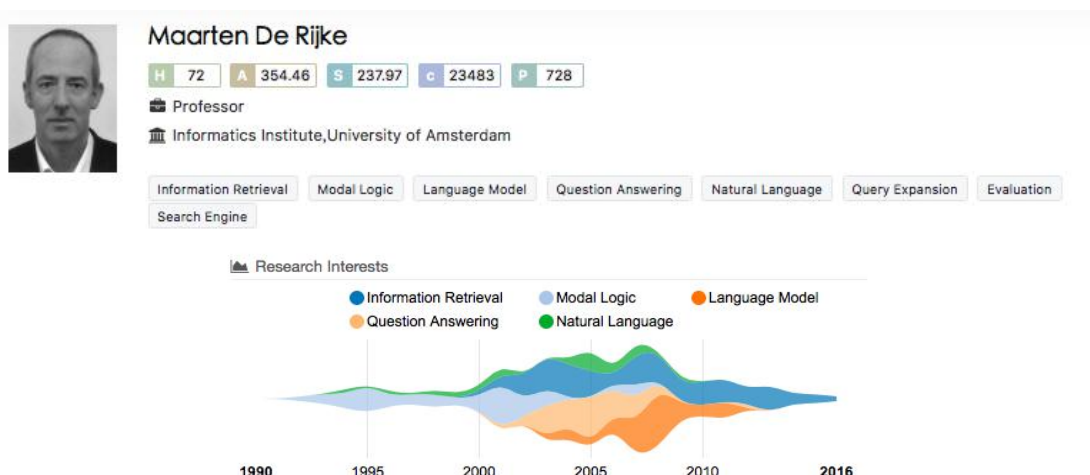 Maarten De Rijke
H 72 A 354.46 S 237.97 c 23483 P 728
Professor
Informatics Institute,University of Amsterdam
Information Retrieval Modal Logic Language Model Question Answering Natural Language Query Expansion Evaluation
Search Engine
Research Interests
Information Retrieval Modal Logic Language Model
Question Answering Natural Language
1990 1995 2000 2005 2010 2016